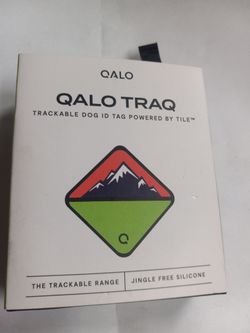 QALO
QALO TRAQ
TRACKABLE DOG ID TAG POWERED BY TILE™
Q
THE TRACKABLE RANGE | JINGLE FREE SILICONE